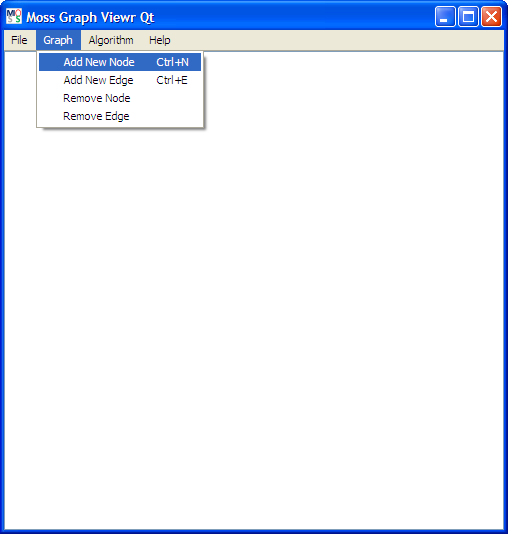 MOSS Moss Graph Viewr Qt
File Graph Algorithm Help
Add New Node Ctrl+N
Add New Edge Ctrl+E
Remove Node
Remove Edge